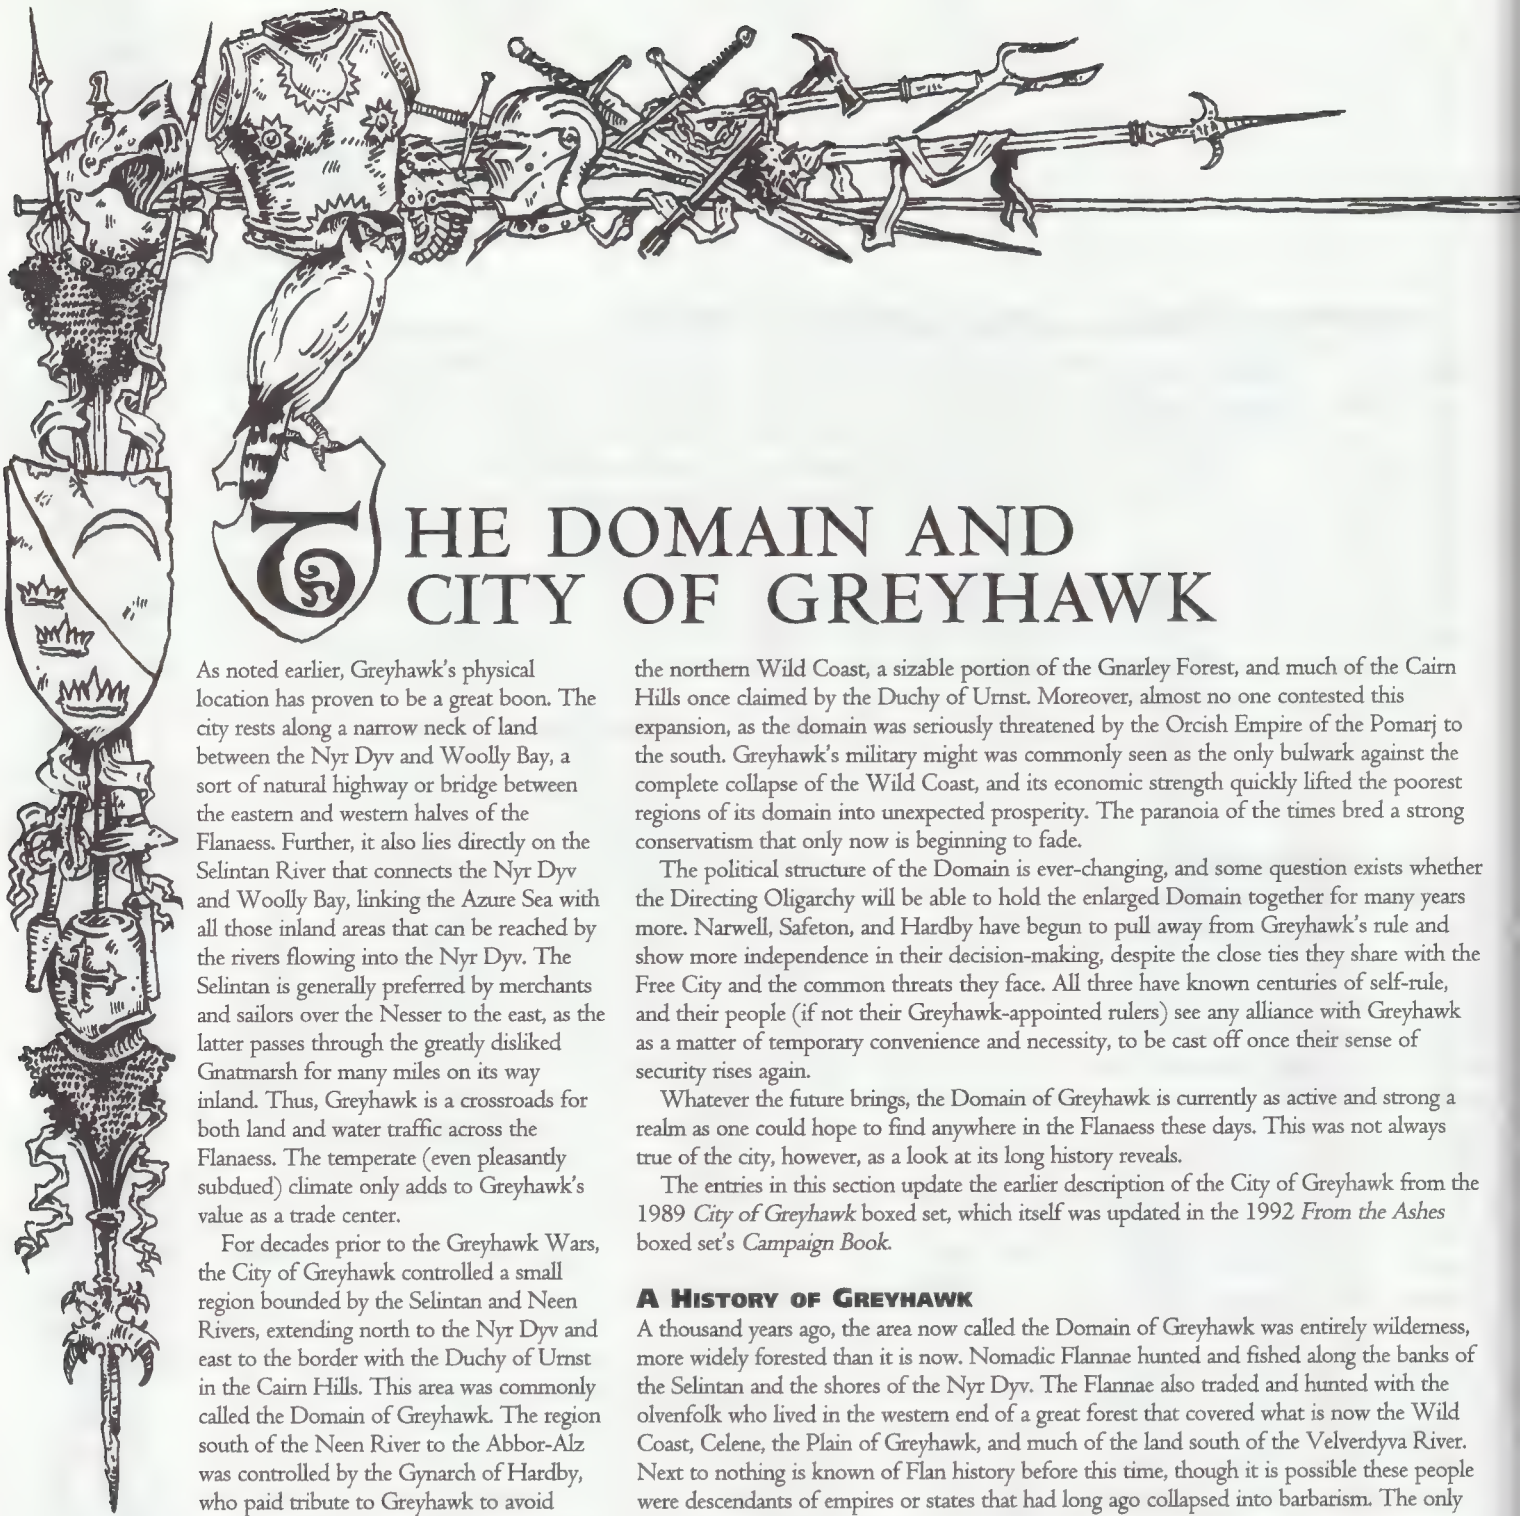 THE DOMAIN AND
CITY OF GREYHAWK
As noted earlier, Greyhawk's physical
location has proven to be a great boon. The
city rests along a narrow neck of land
between the Nyr Dyv and Woolly Bay, a
sort of natural highway or bridge between
the eastern and western halves of the
Flanaess. Further, it also lies directly on the
Selintan River that connects the Nyr Dyv
and Woolly Bay, linking the Azure Sea with
all those inland areas that can be reached by
the rivers flowing into the Nyr Dyv. The
Selintan is generally preferred by merchants
and sailors over the Nesser to the east, as the
latter passes through the greatly disliked
Gnatmarsh for many miles on its way
inland. Thus, Greyhawk is a crossroads for
both land and water traffic across the
Flanaess. The temperate (even pleasantly
subdued) climate only adds to Greyhawk's
value as a trade center.
For decades prior to the Greyhawk Wars,
the City of Greyhawk controlled a small
region bounded by the Selintan and Neen
Rivers, extending north to the Nyr Dyv and
east to the border with the Duchy of Urnst
in the Cairn Hills. This area was commonly
called the Domain of Greyhawk. The region
south of the Neen River to the Abbor-Alz
was controlled by the Gynarch of Hardby,
who paid tribute to Greyhawk to avoid
the northern Wild Coast, a sizable portion of the Gnarley Forest, and much of the Cairn
Hills once claimed by the Duchy of Urnst. Moreover, almost no one contested this
expansion, as the domain was seriously threatened by the Orcish Empire of the Pomarj to
the south. Greyhawk's military might was commonly seen as the only bulwark against the
complete collapse of the Wild Coast, and its economic strength quickly lifted the poorest
regions of its domain into unexpected prosperity. The paranoia of the times bred a strong
conservatism that only now is beginning to fade.
The political structure of the Domain is ever-changing, and some question exists whether
the Directing Oligarchy will be able to hold the enlarged Domain together for many years
more. Narwell, Safeton, and Hardby have begun to pull away from Greyhawk's rule and
show more independence in their decision-making, despite the close ties they share with the
Free City and the common threats they face. All three have known centuries of self-rule,
and their people (if not their Greyhawk-appointed rulers) see any alliance with Greyhawk
as a matter of temporary convenience and necessity, to be cast off once their sense of
security rises again.
Whatever the future brings, the Domain of Greyhawk is currently as active and strong a
realm as one could hope to find anywhere in the Flanaess these days. This was not always
true of the city, however, as a look at its long history reveals.
The entries in this section update the earlier description of the City of Greyhawk from the
1989 City of Greyhawk boxed set, which itself was updated in the 1992 From the Ashes
boxed set's Campaign Book.
A HISTORY OF GREYHAWK
A thousand years ago, the area now called the Domain of Greyhawk was entirely wilderness,
more widely forested than it is now. Nomadic Flannae hunted and fished along the banks of
the Selintan and the shores of the Nyr Dyv. The Flannae also traded and hunted with the
olvenfolk who lived in the western end of a great forest that covered what is now the Wild
Coast, Celene, the Plain of Greyhawk, and much of the land south of the Velverdyva River.
Next to nothing is known of Flan history before this time, though it is possible these people
were descendants of empires or states that had long ago collapsed into barbarism. The only